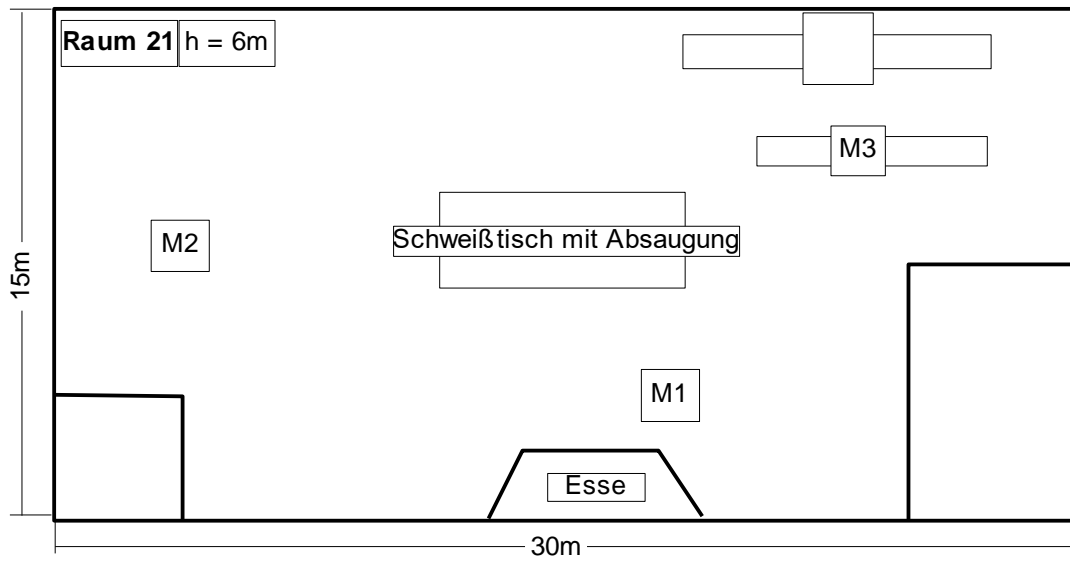 Raum 21 h = 6m
M3
Schweißtisch mit Absaugung
M2
15m
M1
Esse
30m